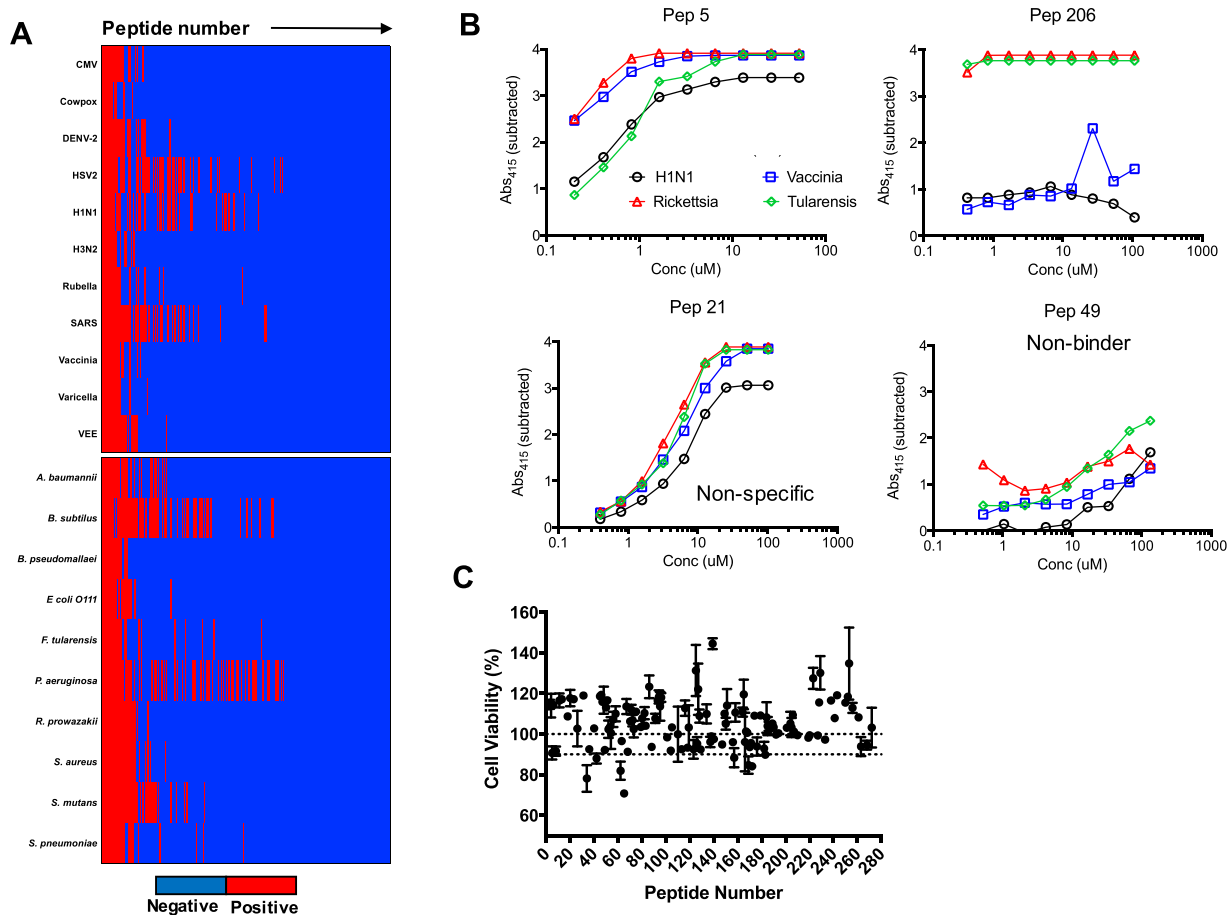 A
Peptide number
CMV
Cowpox
DENV-2
HSV2
H1N1
H3N2
Rubella
SARS
Vaccinia
Varicella
VEE
A. baumannii
B. subtilus
B. pseudomallaei
E coli O111
F. tularensis
P. aeruginosa
R. prowazakii
S. aureus
S. mutans
S. pneumoniae
Negative Positive
B
Pep 5
Abs415 (subtracted)
4
3
2
1
0
0.1 1 10 100
Conc (uM)
H1N1
Vaccinia
Rickettsia
Tularensis
Pep 206
Abs415 (subtracted)
4
3
2
1
0
0.1 1 10 100 1000
Conc (uM)
Pep 21
Abs415 (subtracted)
4
3
2
1
0
Non-specific
0.1 1 10 100 1000
Conc (uM)
Pep 49
Non-binder
Abs415 (subtracted)
4
3
2
1
0
0.1 1 10 100 1000
Conc (uM)
C
Cell Viability (%)
160
140
120
100
80
60
0 20 40 60 80 100 120 140 160 180 200 220 240 260 280
Peptide Number